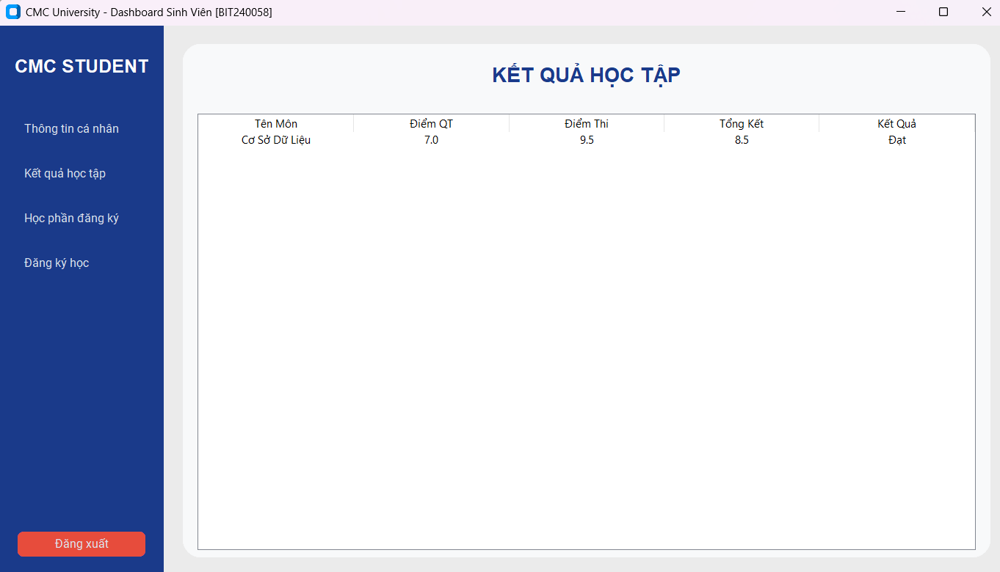 CMC University - Dashboard Sinh Viên [BIT240058]
CMC STUDENT
Thông tin cá nhân
Kết quả học tập
Học phần đăng ký
Đăng ký học
Đăng xuất
KẾT QUẢ HỌC TẬP
Tên Môn Điểm QT Điểm Thi Tổng Kết Kết Quả
Cơ Sở Dữ Liệu 7.0 9.5 8.5 Đạt